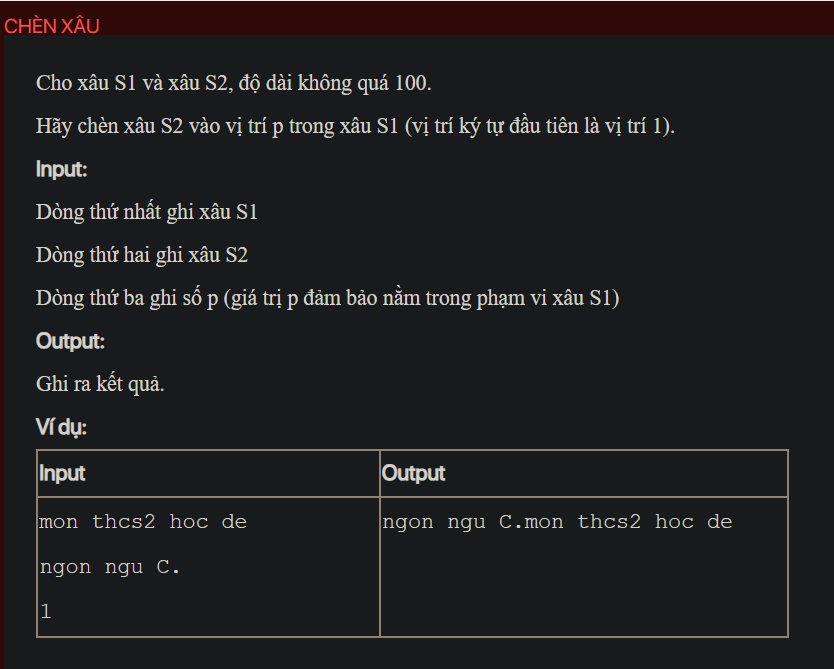 CHÈN XÂU
Cho xâu S1 và xâu S2, độ dài không quá 100.
Hãy chèn xâu S2 vào vị trí p trong xâu S1 (vị trí ký tự đầu tiên là vị trí 1).
Input:
Dòng thứ nhất ghi xâu S1
Dòng thứ hai ghi xâu S2
Dòng thứ ba ghi số p (giá trị p đảm bảo nằm trong phạm vi xâu S1)
Output:
Ghi ra kết quả.
Ví dụ:
Input Output
mon thcs2 hoc de ngon ngu C.mon thcs2 hoc de
ngon ngu C.
1